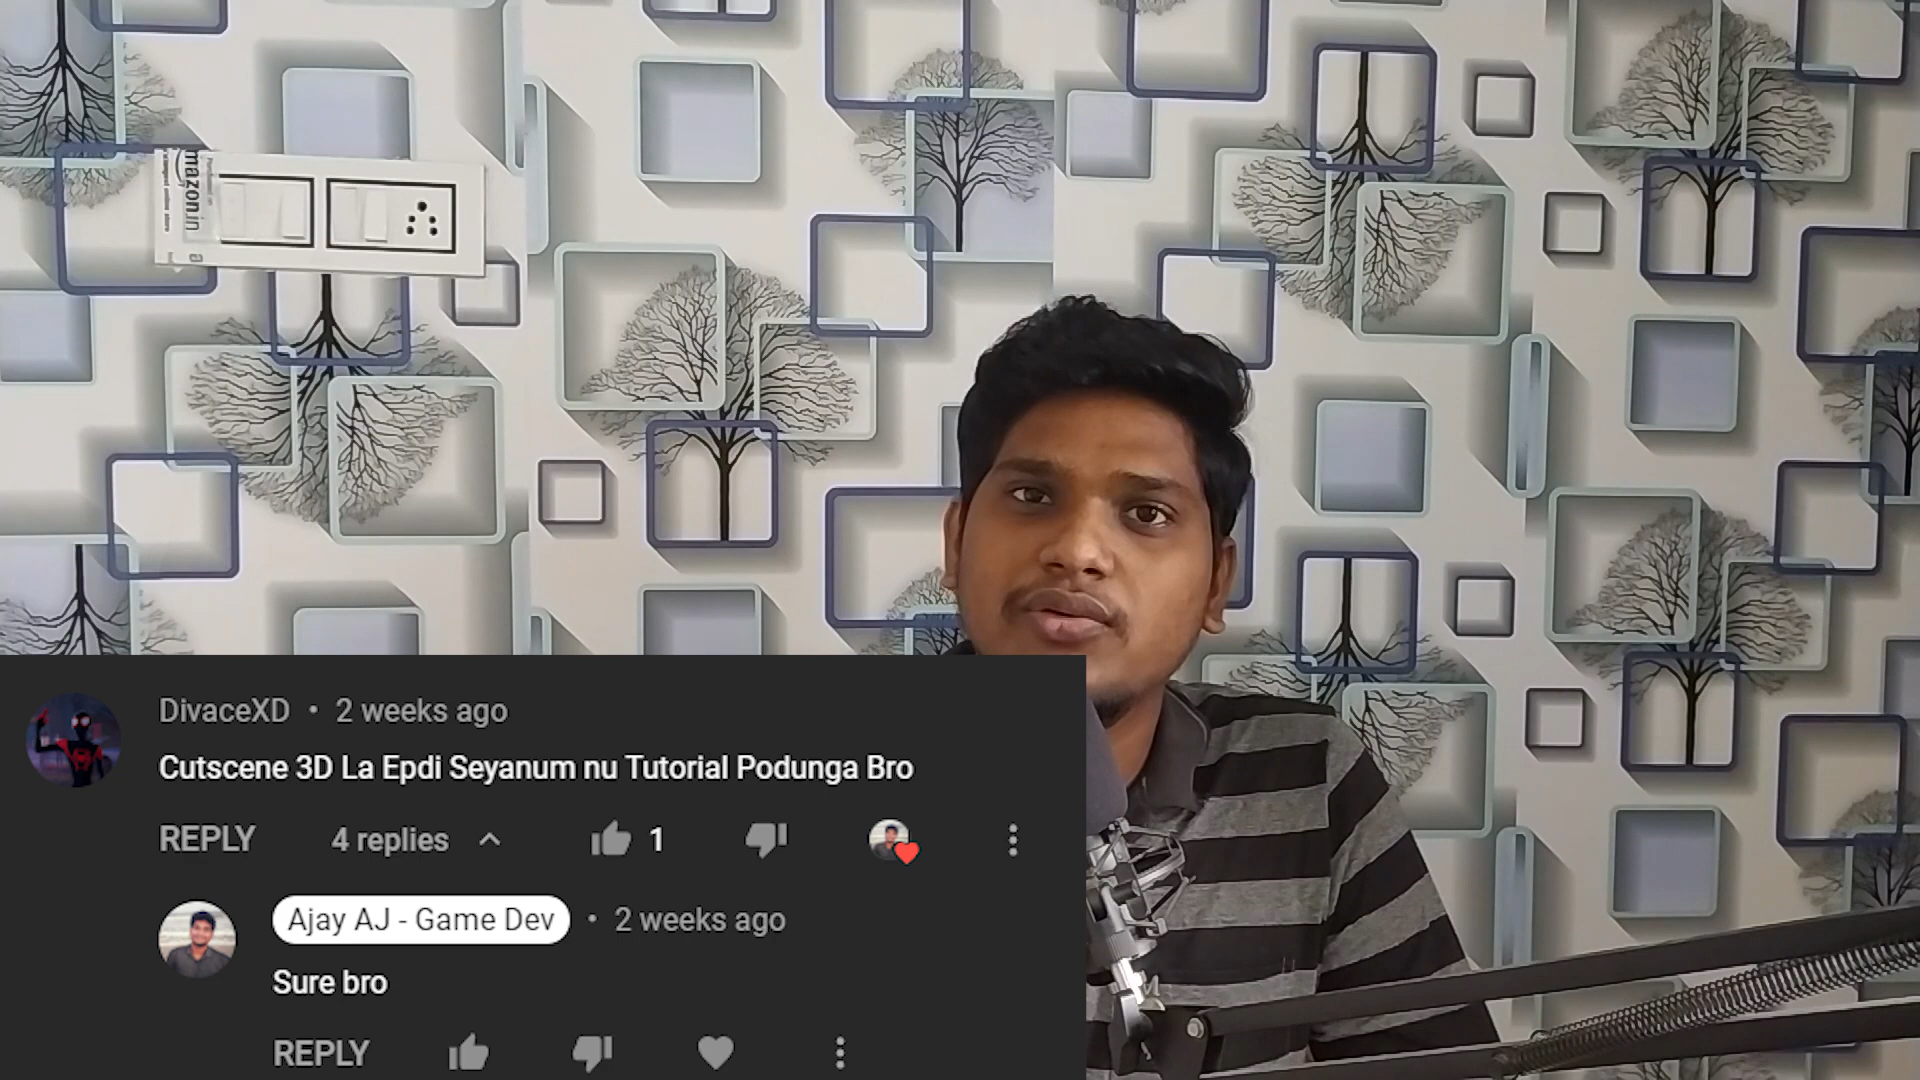 mazon.in
a
DivaceXD • 2 weeks ago
Cutscene 3D La Epdi Seyanum nu Tutorial Podunga Bro
REPLY 4 replies 1
Ajay AJ - Game Dev • 2 weeks ago
Sure bro
REPLY